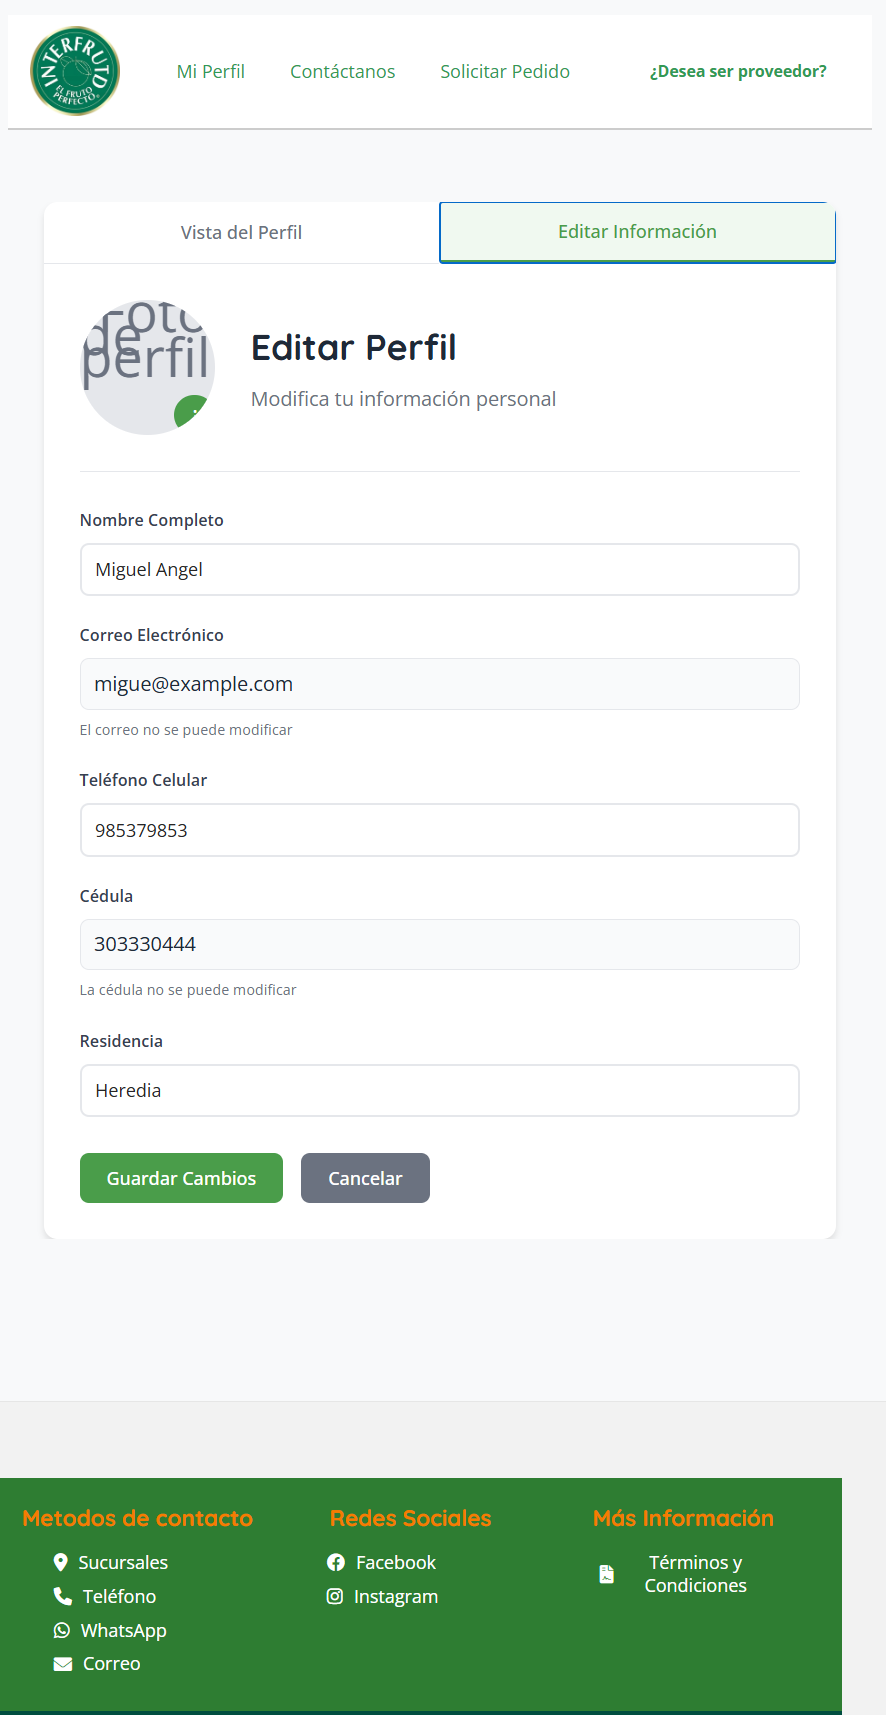 INTERFRUTD
EL FRUTO
PERFECTO
Mi Perfil
Contáctanos
Solicitar Pedido
¿Desea ser proveedor?
Vista del Perfil
Editar Información
Foto
de
perfil
Editar Perfil
Modifica tu información personal
Nombre Completo
Miguel Angel
Correo Electrónico
migue@example.com
El correo no se puede modificar
Teléfono Celular
985379853
Cédula
303330444
La cédula no se puede modificar
Residencia
Heredia
Guardar Cambios
Cancelar
Metodos de contacto
Sucursales
Teléfono
WhatsApp
Correo
Redes Sociales
Facebook
Instagram
Más Información
Términos y
Condiciones